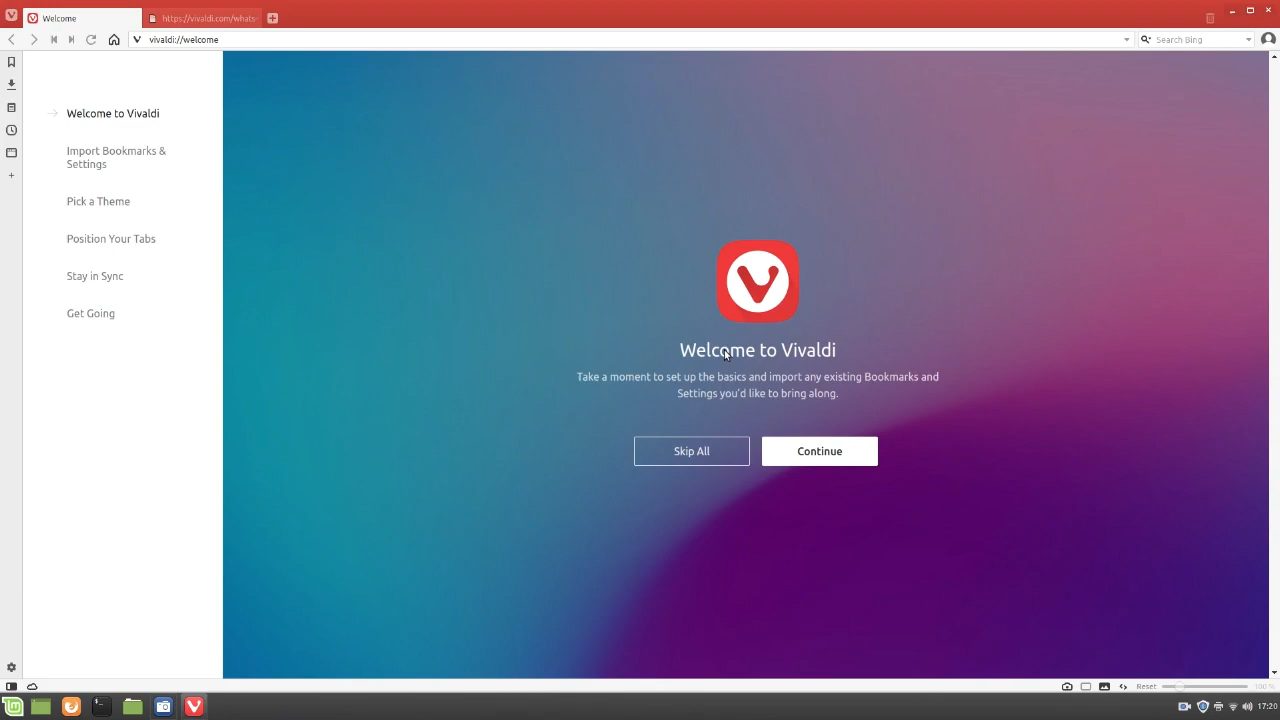 Welcome
https://vivaldi.com/whats-
vivaldi://welcome
Search Bing
Welcome to Vivaldi
Import Bookmarks &
Settings
Pick a Theme
Position Your Tabs
Stay in Sync
Get Going
Welcome to Vivaldi
Take a moment to set up the basics and import any existing Bookmarks and
Settings you'd like to bring along.
Skip All
Continue
Reset
100 %
17:20